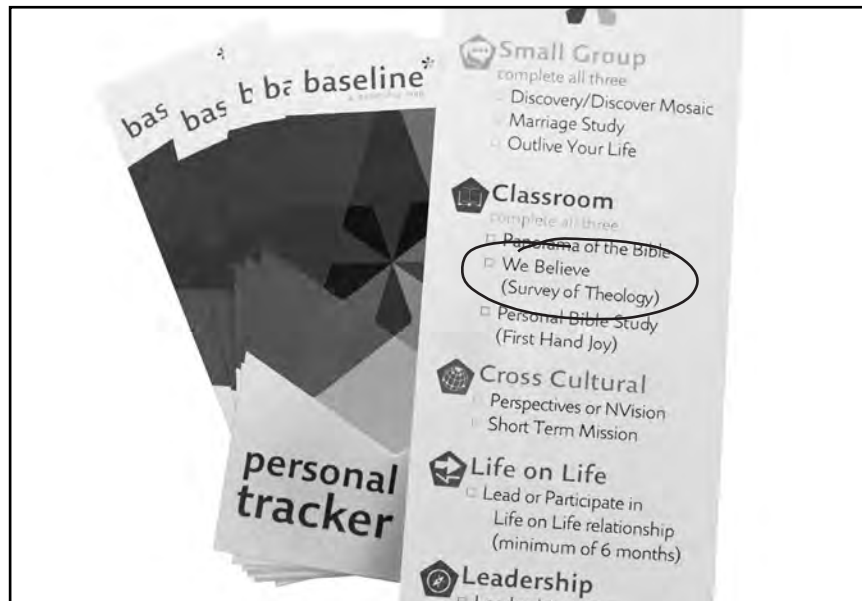 bas
bas
b
ba
baseline*
Small Group
complete all three
Discovery/Discover Mosaic
Marriage Study
Outlive Your Life
Classroom
complete all three
Panorama of the Bible
We Believe
(Survey of Theology)
Personal Bible Study
(First Hand Joy)
Cross Cultural
Perspectives or NVision
Short Term Mission
Life on Life
Lead or Participate in
Life on Life relationship
(minimum of 6 months)
Leadership
personal
tracker